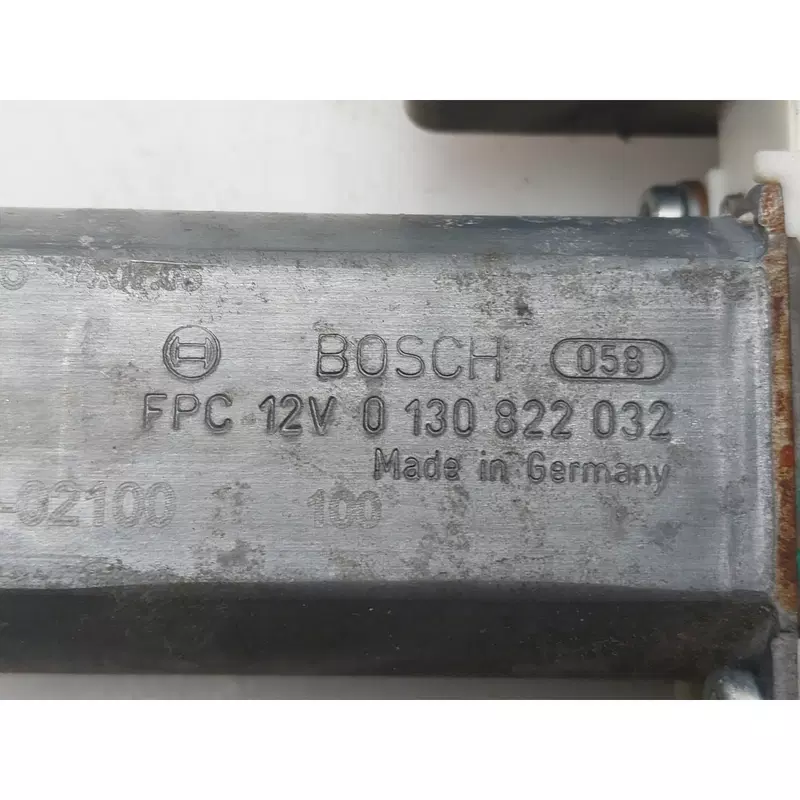 BOSCH 058
FPC 12V 0 130 822 032
Made in Germany
-02100 100